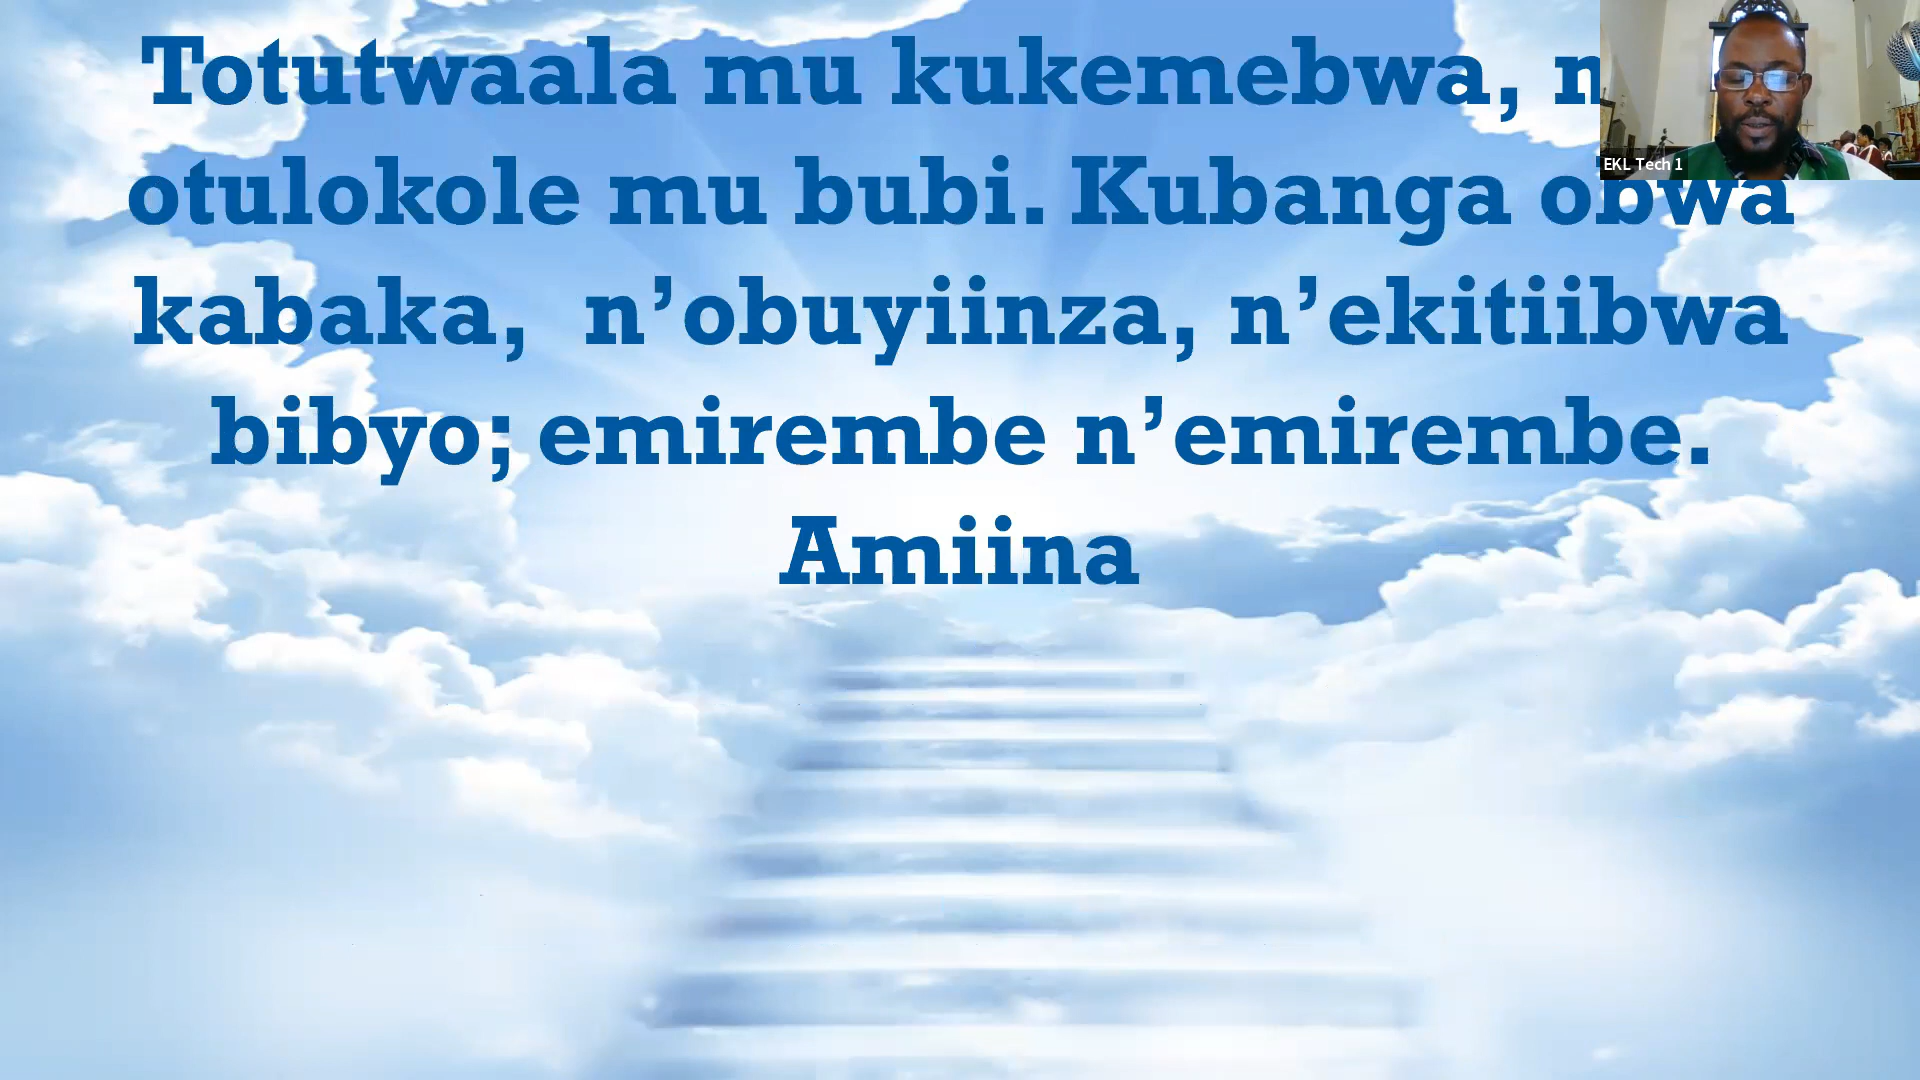 Totutwaala mu kukemebwa,
otulokole mu bubi. Kubanga obwa
kabaka, n’obuyiinza, n’ekitiibwa
bibyo; emirembe n’emirembe.
Amiina
EKL Tech 1